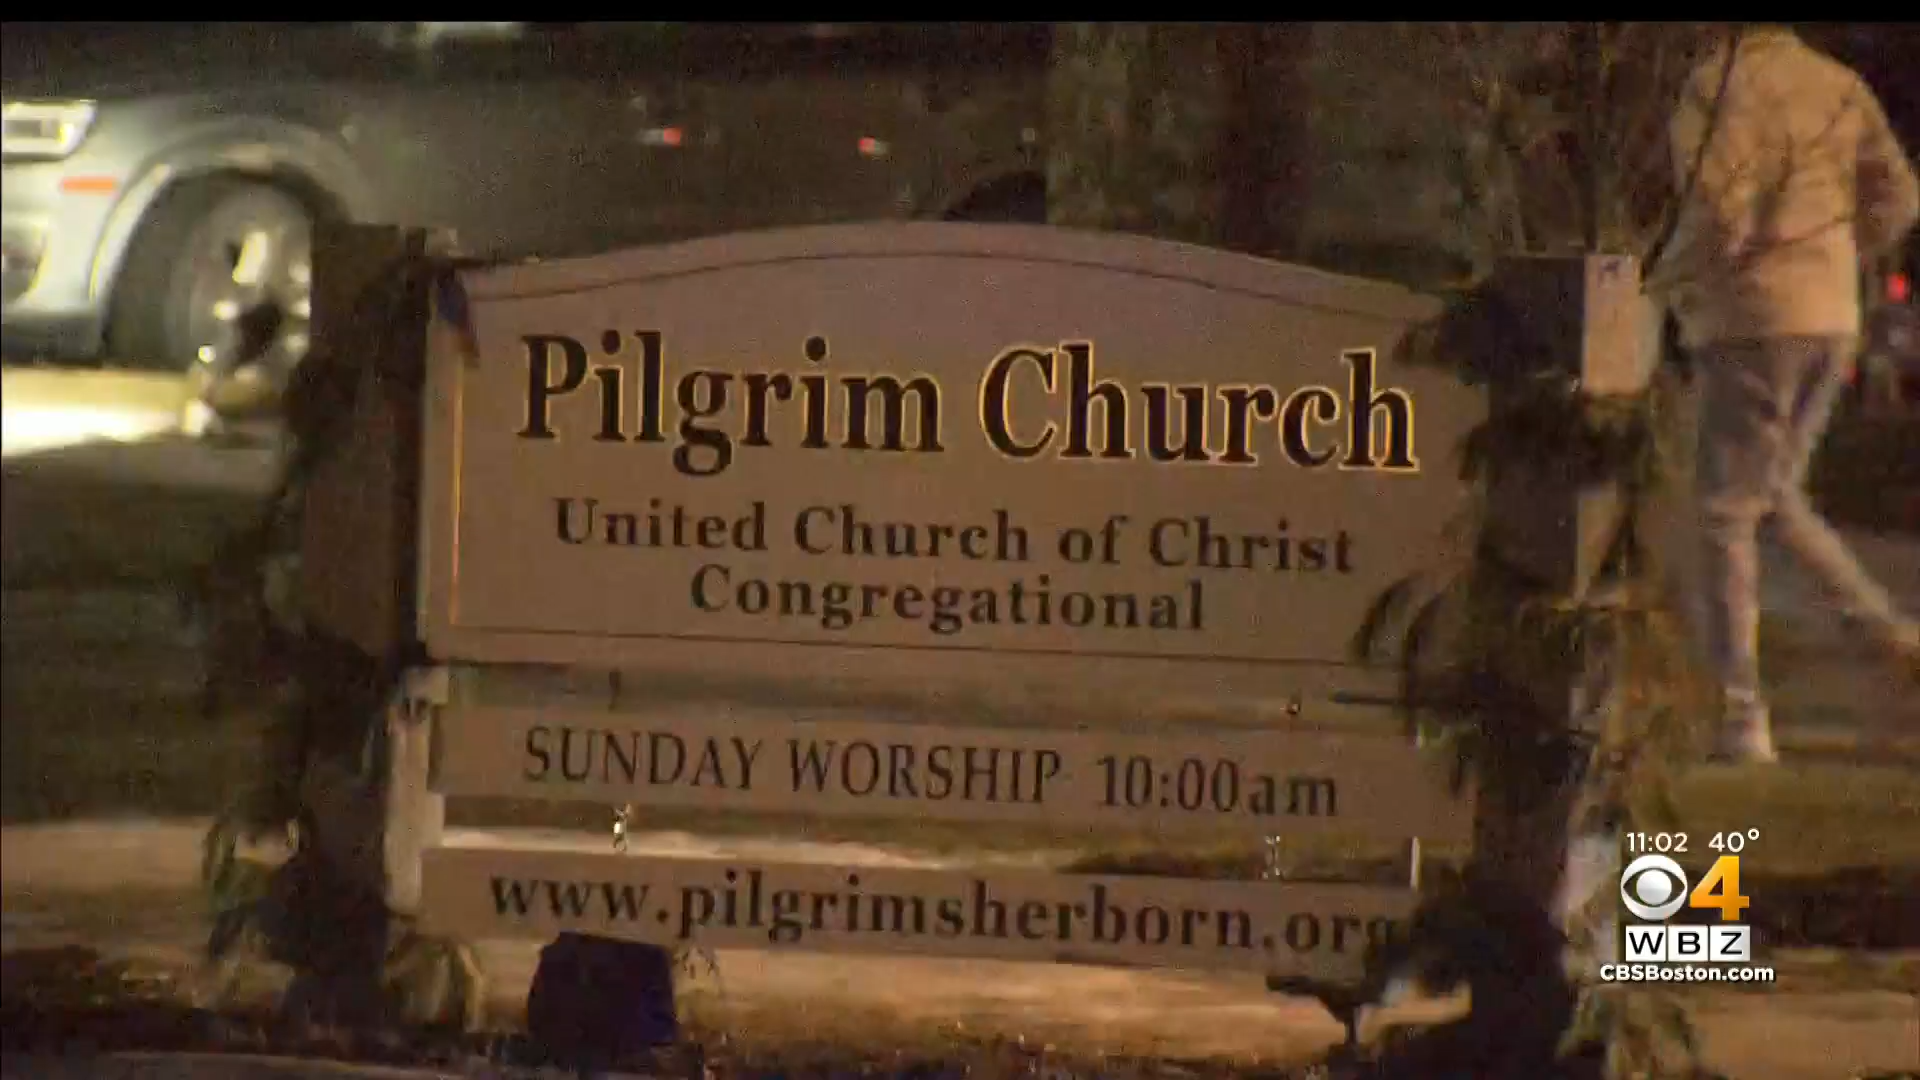 Pilgrim Church
United Church of Christ
Congregational
SUNDAY WORSHIP 10:00am
www.pilgrimsherborn.org
11:02 40°
4
WBZ
CBSBoston.com